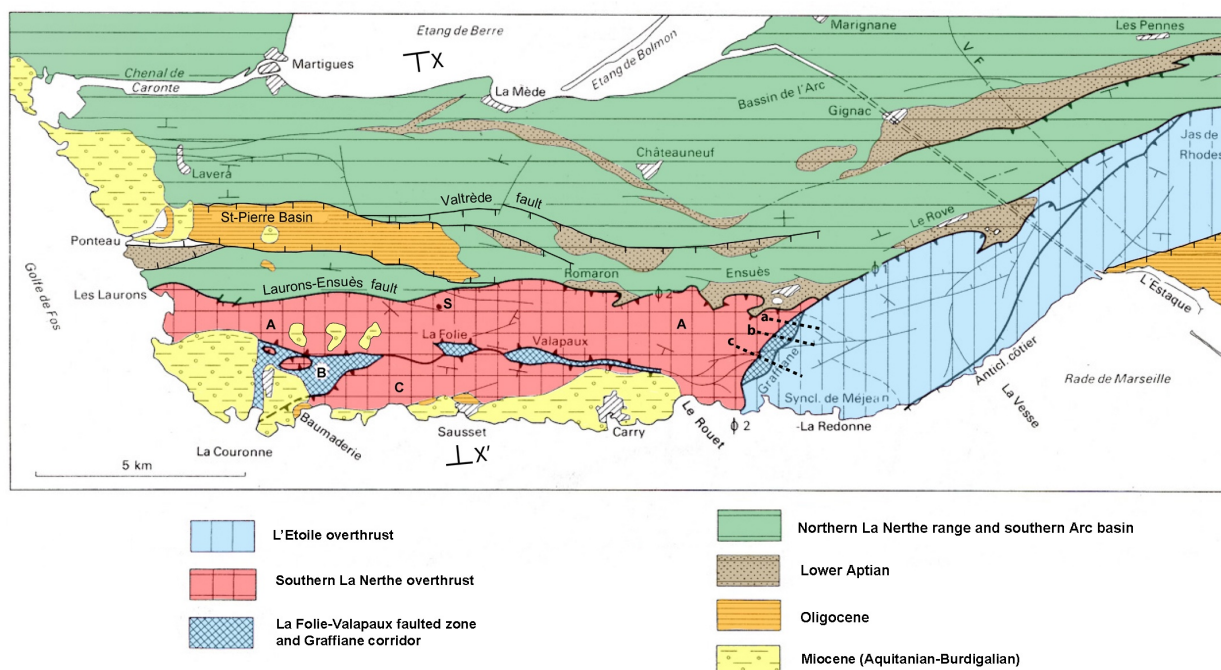 Etang de Berre
Marignane
Les Pennes
Martigues
X
Etang de Bolmon
V F
Chenal de
Caronte
La Mède
Bassin de l'Arc
Gignac
Jas de
Rhodes
Lavera
Châteauneuf
Valtrède fault
St-Pierre Basin
Le Rove
Ponteau
C
Golfe de Fos
Romaron
Ensuès
ϕ1
Les Laurons
Laurons-Ensuès fault
ϕ 2
L'Estaque
S
A
A
a
b
c
La Folie
Valapaux
B
C
Graffiane
Anticl. côtier
Rade de Marseille
Syncl. de Méjean
La Vesse
Baumaderie
Sausset
Carry
Le Rouet
ϕ 2
-La Redonne
La Couronne
X'
5 km
L'Etoile overthrust
Southern La Nerthe overthrust
La Folie-Valapaux faulted zone
and Graffiane corridor
Northern La Nerthe range and southern Arc basin
Lower Aptian
Oligocene
Miocene (Aquitanian-Burdigalian)